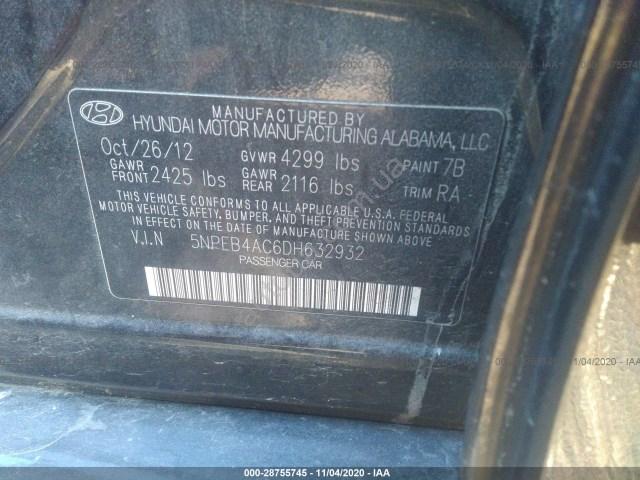 MANUFACTURED BY
HYUNDAI MOTOR MANUFACTURING ALABAMA, LLC
Oct/26/12 GVWR 4299 lbs PAINT 7B
GAWR FRONT 2425 lbs GAWR REAR 2116 lbs TRIM RA
THIS VEHICLE CONFORMS TO ALL APPLICABLE U.S.A. FEDERAL
MOTOR VEHICLE SAFETY, BUMPER, AND THEFT PREVENTION STANDARDS
IN EFFECT ON THE DATE OF MANUFACTURE SHOWN ABOVE.
V.I.N 5NPEB4AC6DH632932
PASSENGER CAR
000-28755745 - 11/04/2020 - IAA